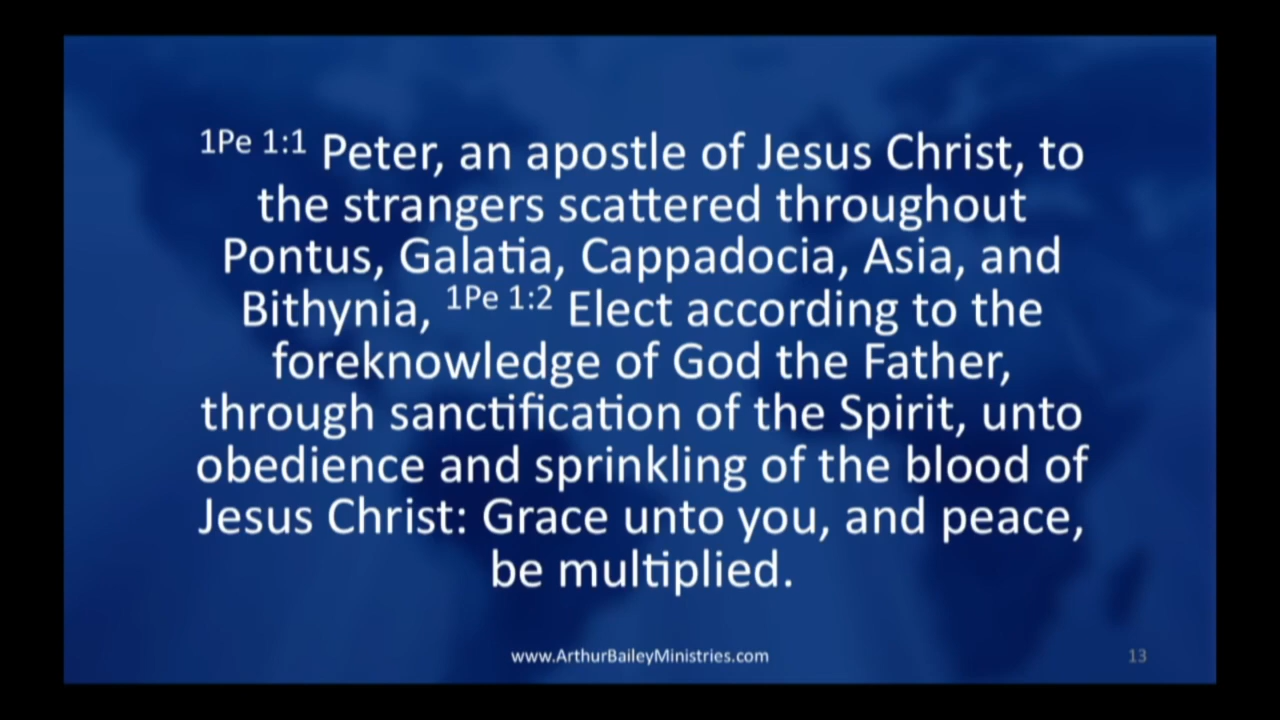 1Pe 1:1 Peter, an apostle of Jesus Christ, to
the strangers scattered throughout
Pontus, Galatia, Cappadocia, Asia, and
Bithynia, 1Pe 1:2 Elect according to the
foreknowledge of God the Father,
through sanctification of the Spirit, unto
obedience and sprinkling of the blood of
Jesus Christ: Grace unto you, and peace,
be multiplied.
www.ArthurBaileyMinistries.com
13